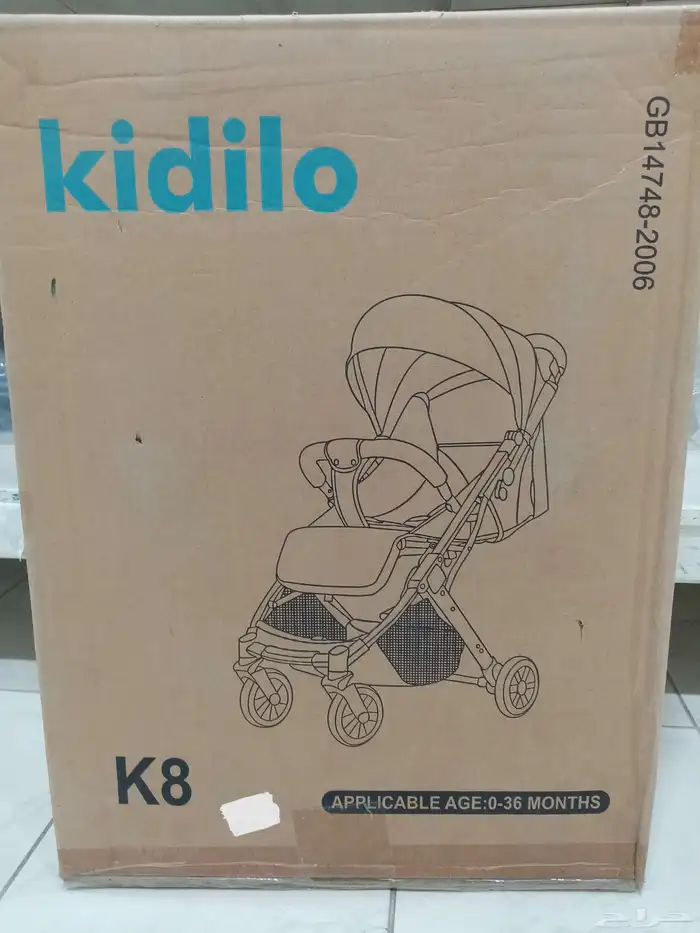 kidilo
GB14748-2006
K8
APPLICABLE AGE:0-36 MONTHS
حراج